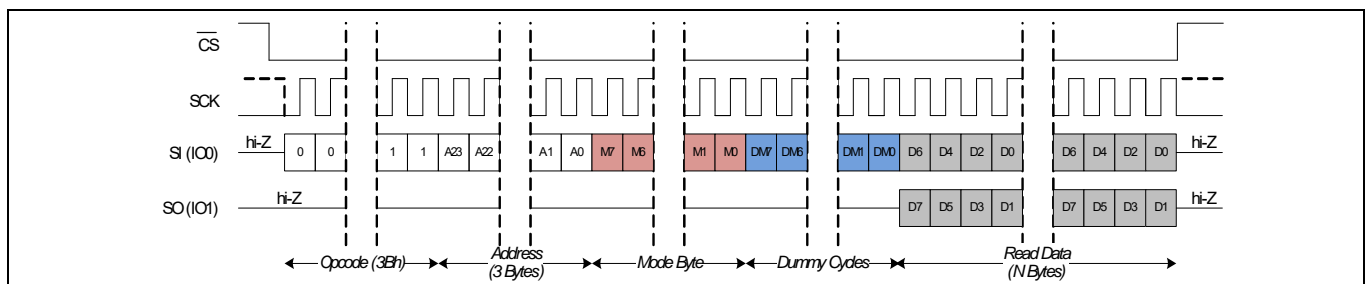 CS
SCK
SI (IO0) hi-Z 0 0 1 1 A23 A22 A1 A0 M7 M6 M1 M0 DM7 DM6 DM1 DM0 D6 D4 D2 D0 D6 D4 D2 D0 hi-Z
SO (IO1) hi-Z D7 D5 D3 D1 D7 D5 D3 D1 hi-Z
Opcode (3Bh) Address Mode Byte Dummy Cycles Read Data
(3 Bytes) (N Bytes)